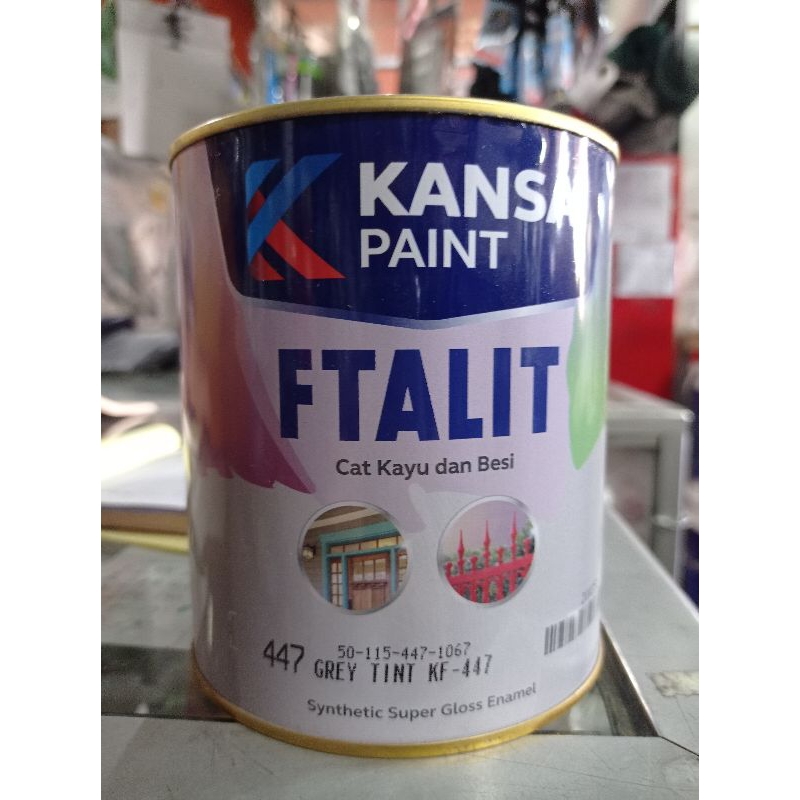 KANSA
PAINT
FTALIT
Cat Kayu dan Besi
50-115-447-1067
447 GREY TINT KF-447
Synthetic Super Gloss Enamel